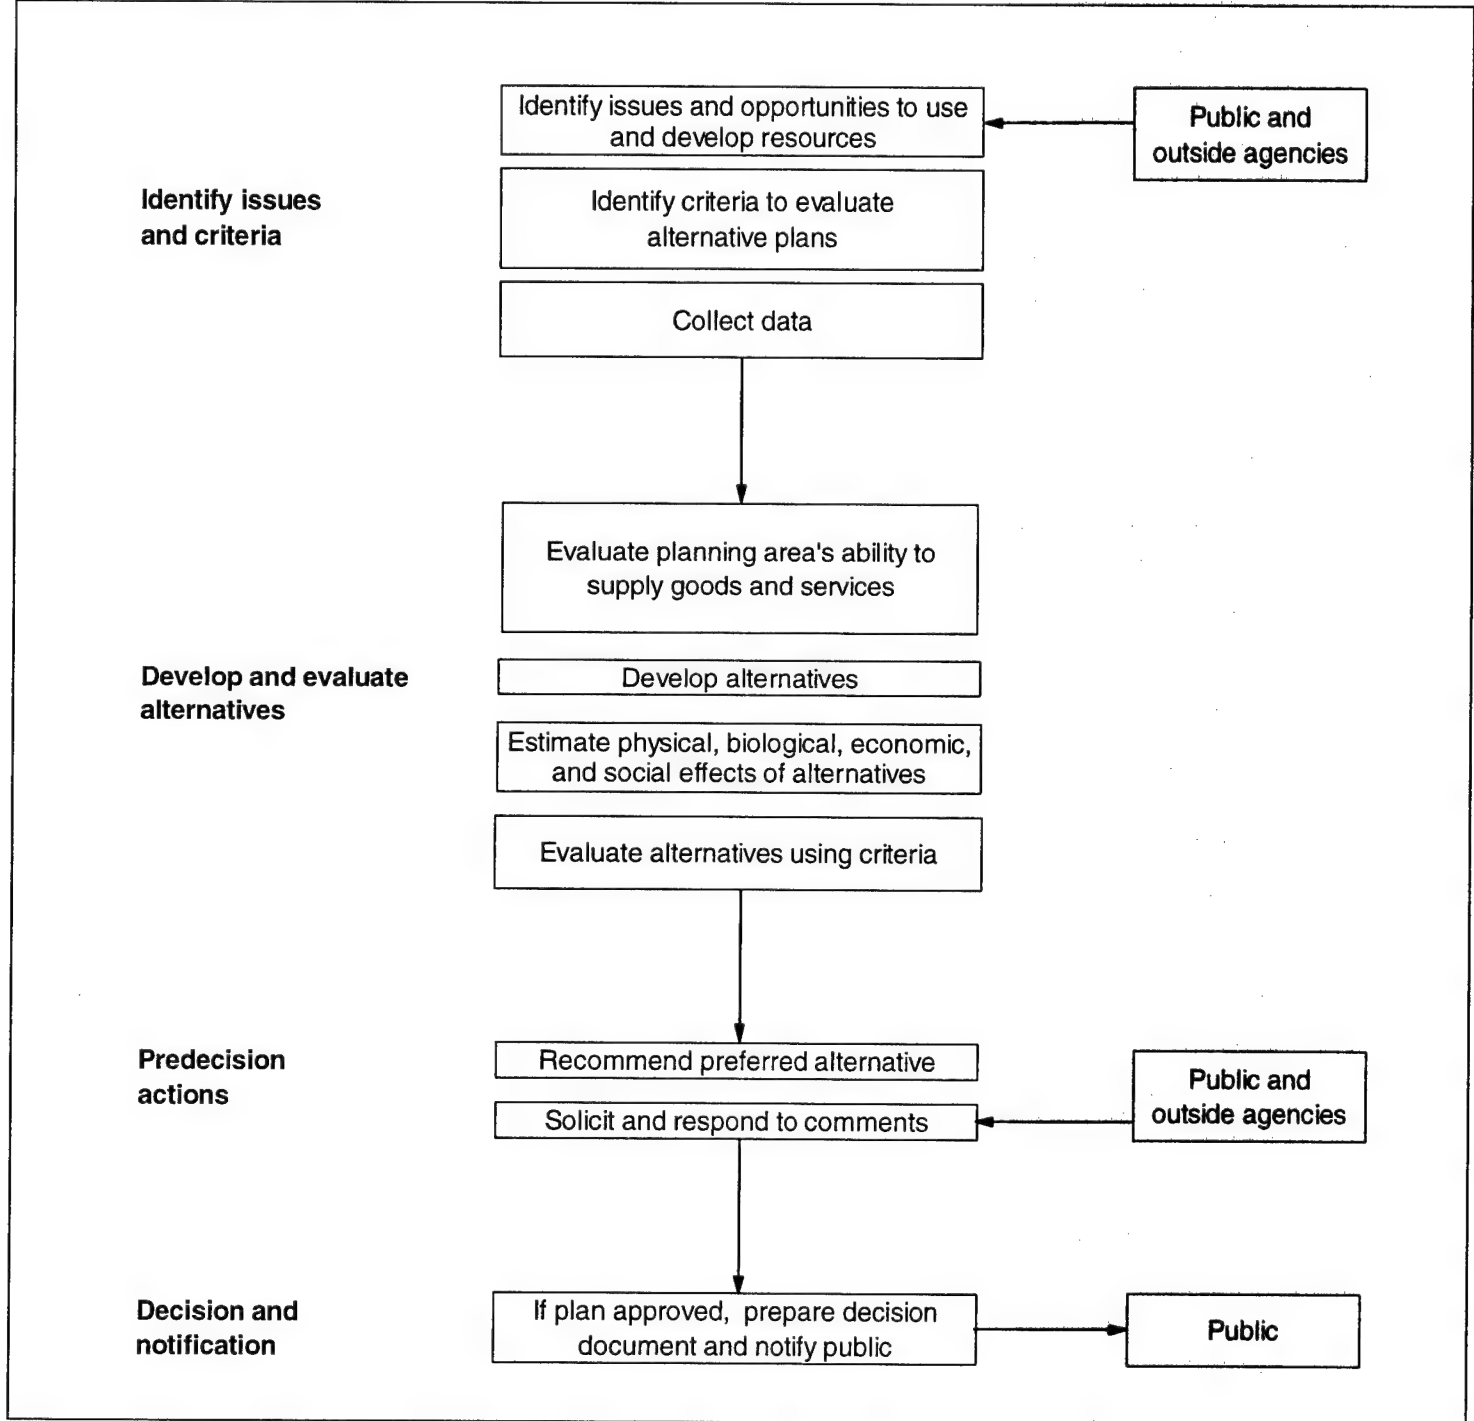 Identify issues and opportunities to use
and develop resources
Public and
outside agencies
Identify issues
and criteria
Identify criteria to evaluate
alternative plans
Collect data
Evaluate planning area's ability to
supply goods and services
Develop and evaluate
alternatives
Develop alternatives
Estimate physical, biological, economic,
and social effects of alternatives
Evaluate alternatives using criteria
Predecision
actions
Recommend preferred alternative
Solicit and respond to comments
Public and
outside agencies
Decision and
notification
If plan approved, prepare decision
document and notify public
Public